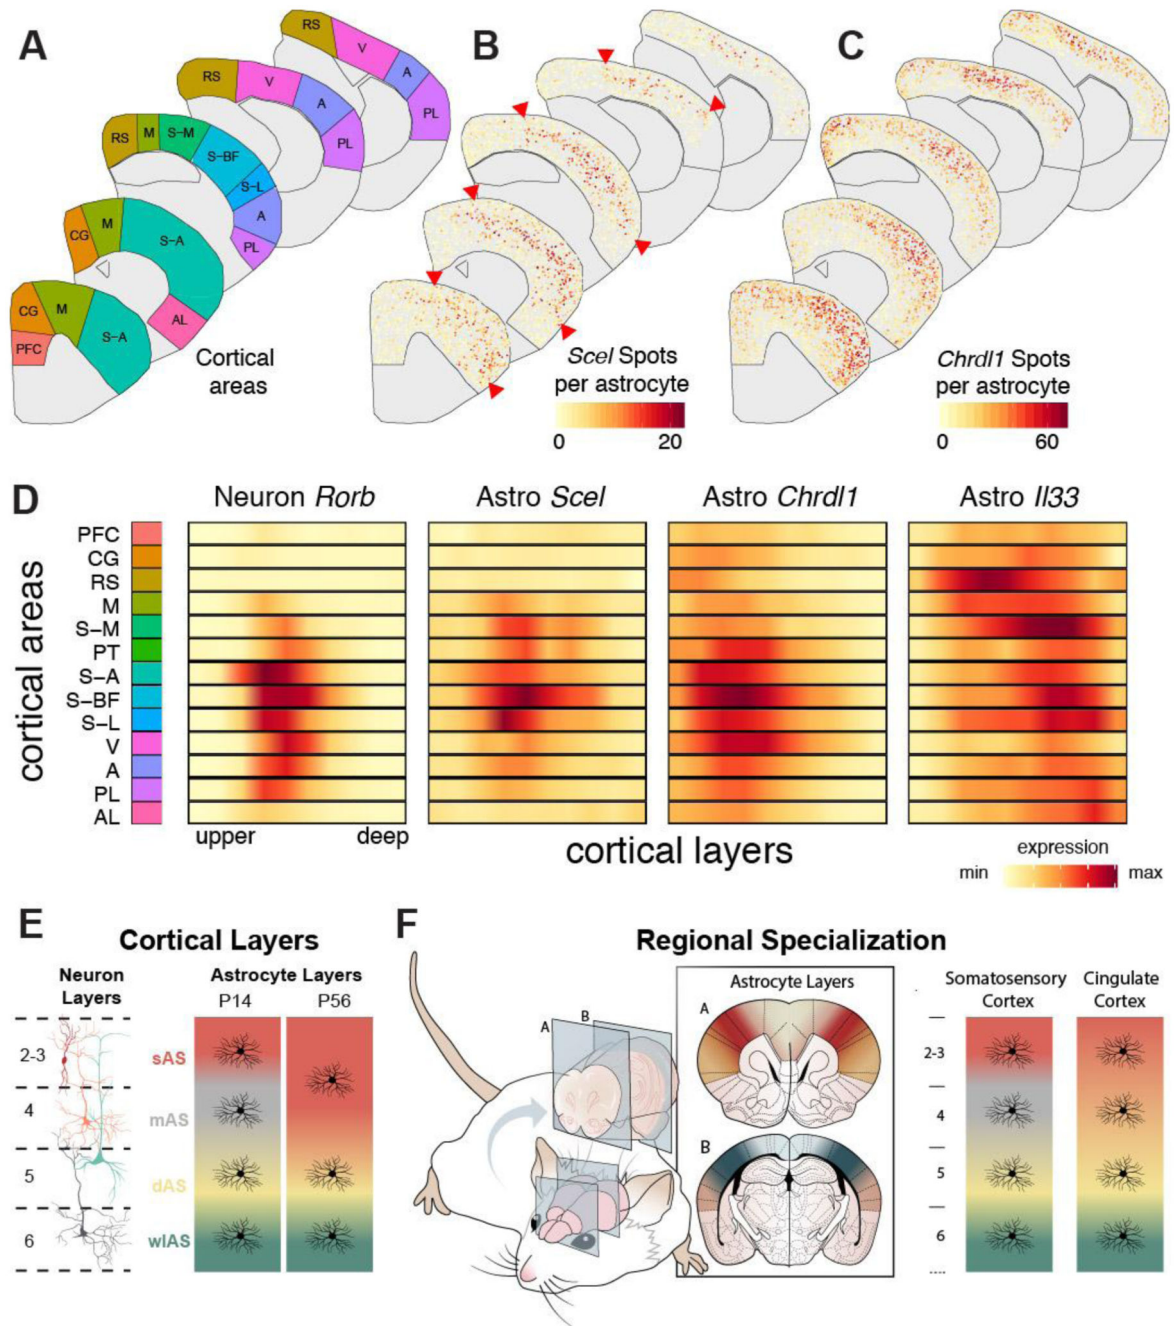 A
RS
V
A
PL
RS
V
A
PL
RS
M
S-M
S-BF
S-L
A
PL
CG
M
S-A
AL
CG
M
PFC
S-A
Cortical
areas
B
Scel Spots
per astrocyte
0 20
C
Chrdl1 Spots
per astrocyte
0 60
D
Neuron Rorb Astro Scel Astro Chrdl1 Astro Il33
cortical areas
PFC
CG
RS
M
S-M
PT
S-A
S-BF
S-L
V
A
PL
AL
upper deep
cortical layers
expression
min max
E
Cortical Layers
Neuron
Layers
Astrocyte Layers
P14 P56
2-3 sAS
4 mAS
5 dAS
6 wlAS
F
Regional Specialization
A B
Astrocyte Layers
A
B
Somatosensory
Cortex
Cingulate
Cortex
2-3
4
5
6